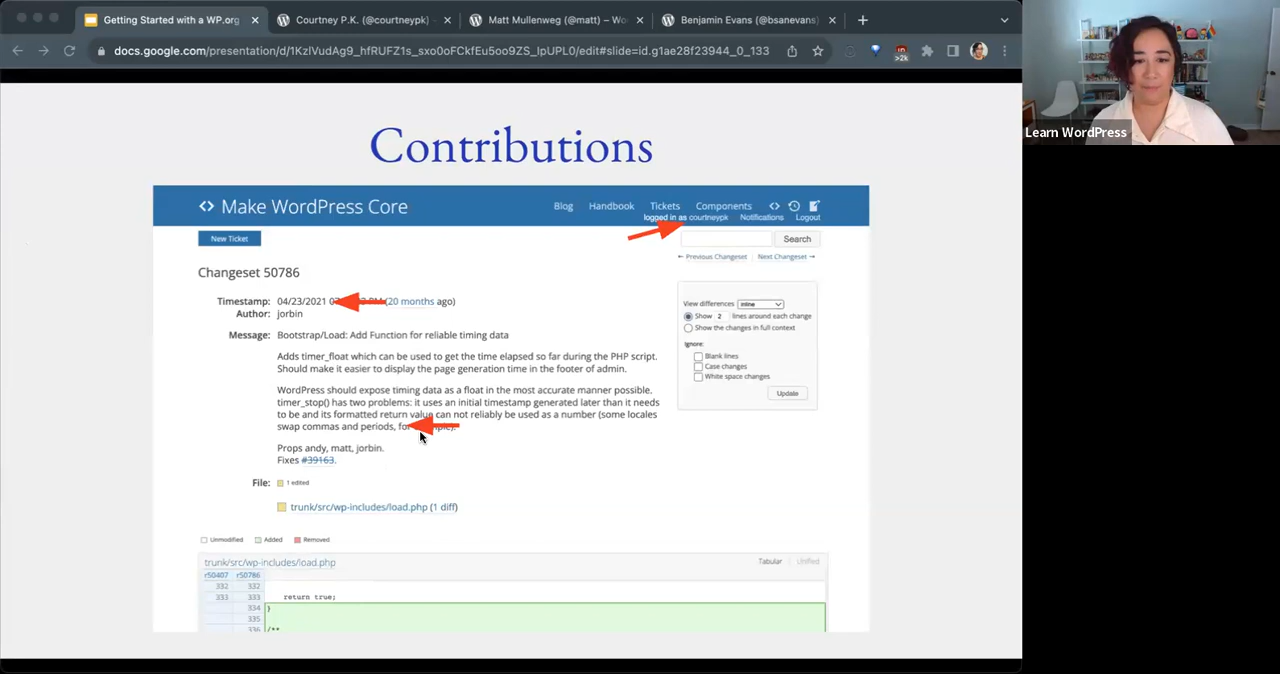 Getting Started with a WP.org
Courtney P.K. (@courtneypk)
Matt Mullenweg (@matt) – Wo
Benjamin Evans (@bsanevans)
docs.google.com/presentation/d/1KzlVudAg9_hfRUFZ1s_sxo0oFCkfEu5oo9ZS_lpUPL0/edit#slide=id.g1ae28f23944_0_133
>2k
Learn WordPress
Contributions
<> Make WordPress Core
Blog Handbook Tickets Components
logged in as courtneypk Notifications Logout
New Ticket
Search
← Previous Changeset Next Changeset →
Changeset 50786
Timestamp: 04/23/2021 (20 months ago)
Author: jorbin
Message: Bootstrap/Load: Add Function for reliable timing data
Adds timer_float which can be used to get the time elapsed so far during the PHP script.
Should make it easier to display the page generation time in the footer of admin.
WordPress should expose timing data as a float in the most accurate manner possible.
timer_stop() has two problems: it uses an initial timestamp generated later than it needs
to be and its formatted return value can not reliably be used as a number (some locales
swap commas and periods,
Props andy, matt, jorbin.
Fixes #39163.
File: 1 edited
trunk/src/wp-includes/load.php (1 diff)
View differences inline
Show 2 lines around each change
Show the changes in full context
Ignore:
Blank lines
Case changes
White space changes
Update
Unmodified Added Removed
trunk/src/wp-includes/load.php
Tabular Unified
r50407 r50786
332 332
333 333 return true;
334 }
335
336 /**